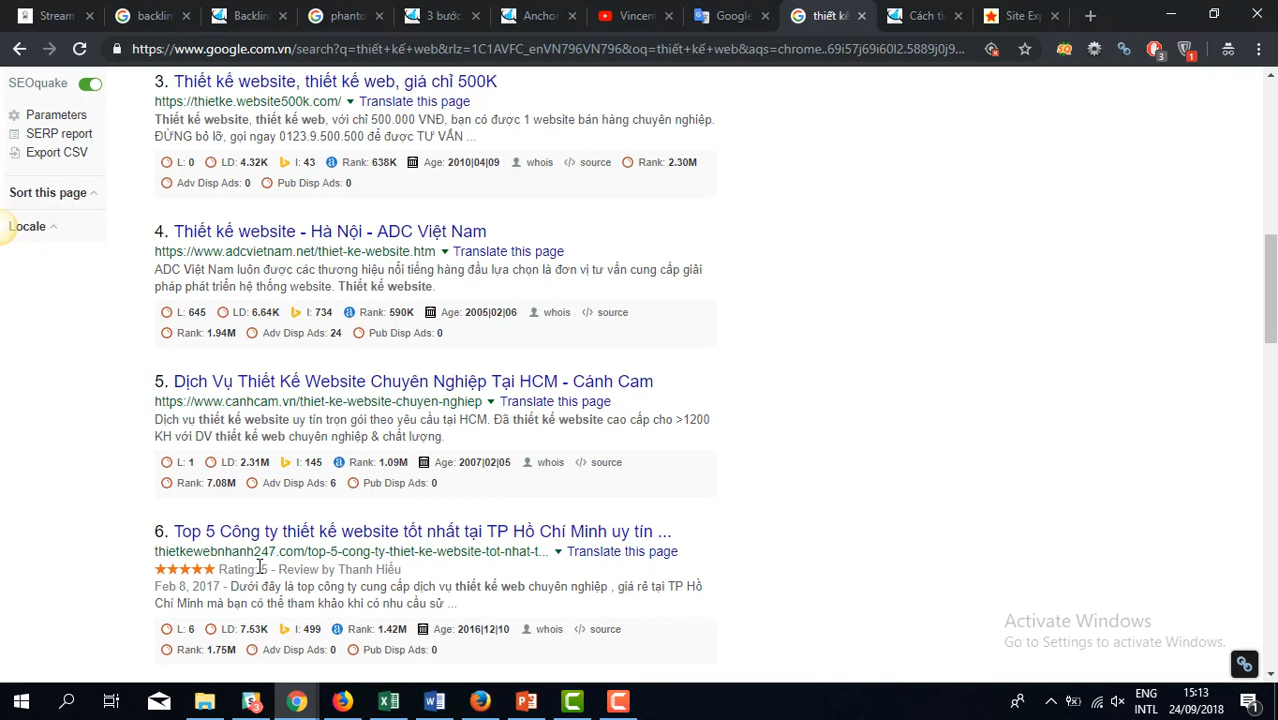 Stream
backlin
Backlin
phanto
3 bước
Anchor
Vincent
Google
thiết kế
Cách tì
Site Exp
https://www.google.com.vn/search?q=thiết+kế+web&rlz=1C1AVFC_enVN796VN796&oq=thiết+kế+web&aqs=chrome..69i57j69i60l2.5889j0j9...
3
1
SEOquake
Parameters
SERP report
Export CSV
Sort this page
Locale
3. Thiết kế website, thiết kế web, giá chỉ 500K
https://thietke.website500k.com/ ▼ Translate this page
Thiết kế website, thiết kế web, với chỉ 500.000 VNĐ, bạn có được 1 website bán hàng chuyên nghiệp.
ĐỪNG bỏ lỡ, gọi ngay 0123.9.500.500 để được TƯ VẤN ...
L: 0 LD: 4.32K I: 43 Rank: 638K Age: 2010|04|09 whois source Rank: 2.30M
Adv Disp Ads: 0 Pub Disp Ads: 0
4. Thiết kế website - Hà Nội - ADC Việt Nam
https://www.adcvietnam.net/thiet-ke-website.htm ▼ Translate this page
ADC Việt Nam luôn được các thương hiệu nổi tiếng hàng đầu lựa chọn là đơn vị tư vấn cung cấp giải
pháp phát triển hệ thống website. Thiết kế website.
L: 645 LD: 6.64K I: 734 Rank: 590K Age: 2005|02|06 whois source
Rank: 1.94M Adv Disp Ads: 24 Pub Disp Ads: 0
5. Dịch Vụ Thiết Kế Website Chuyên Nghiệp Tại HCM - Cánh Cam
https://www.canhcam.vn/thiet-ke-website-chuyen-nghiep ▼ Translate this page
Dịch vụ thiết kế website uy tín trọn gói theo yêu cầu tại HCM. Đã thiết kế website cao cấp cho >1200
KH với DV thiết kế web chuyên nghiệp & chất lượng.
L: 1 LD: 2.31M I: 145 Rank: 1.09M Age: 2007|02|05 whois source
Rank: 7.08M Adv Disp Ads: 6 Pub Disp Ads: 0
6. Top 5 Công ty thiết kế website tốt nhất tại TP Hồ Chí Minh uy tín ...
thietkewebnhanh247.com/top-5-cong-ty-thiet-ke-website-tot-nhat-t... ▼ Translate this page
★★★★★ Rating: 5 - Review by Thanh Hiếu
Feb 8, 2017 - Dưới đây là top công ty cung cấp dịch vụ thiết kế web chuyên nghiệp , giá rẻ tại TP Hồ
Chí Minh mà bạn có thể tham khảo khi có nhu cầu sử ...
L: 6 LD: 7.53K I: 499 Rank: 1.42M Age: 2016|12|10 whois source
Rank: 1.75M Adv Disp Ads: 0 Pub Disp Ads: 0
Activate Windows
Go to Settings to activate Windows.
3
ENG
INTL
15:13
24/09/2018
1